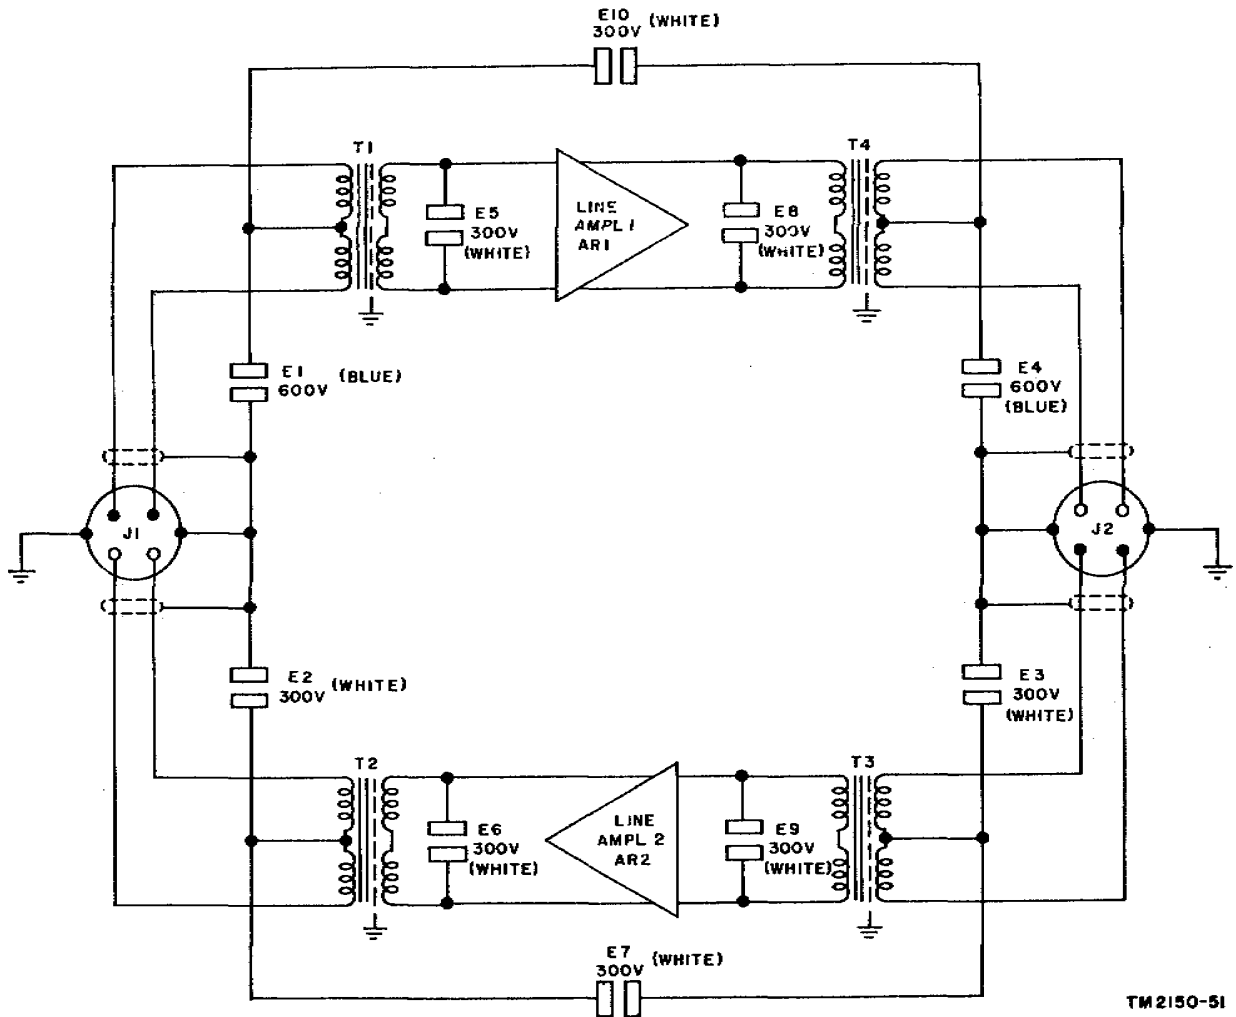 E10 (WHITE)
300V
T1
T4
E5
300V
(WHITE)
LINE
AMPL 1
AR1
E8
300V
(WHITE)
E1 (BLUE)
600V
E4
600V
(BLUE)
J1
J2
E2 (WHITE)
300V
E3
300V
(WHITE)
T2
T3
E6
300V
(WHITE)
LINE
AMPL 2
AR2
E9
300V
(WHITE)
E7 (WHITE)
300V
TM2150-51